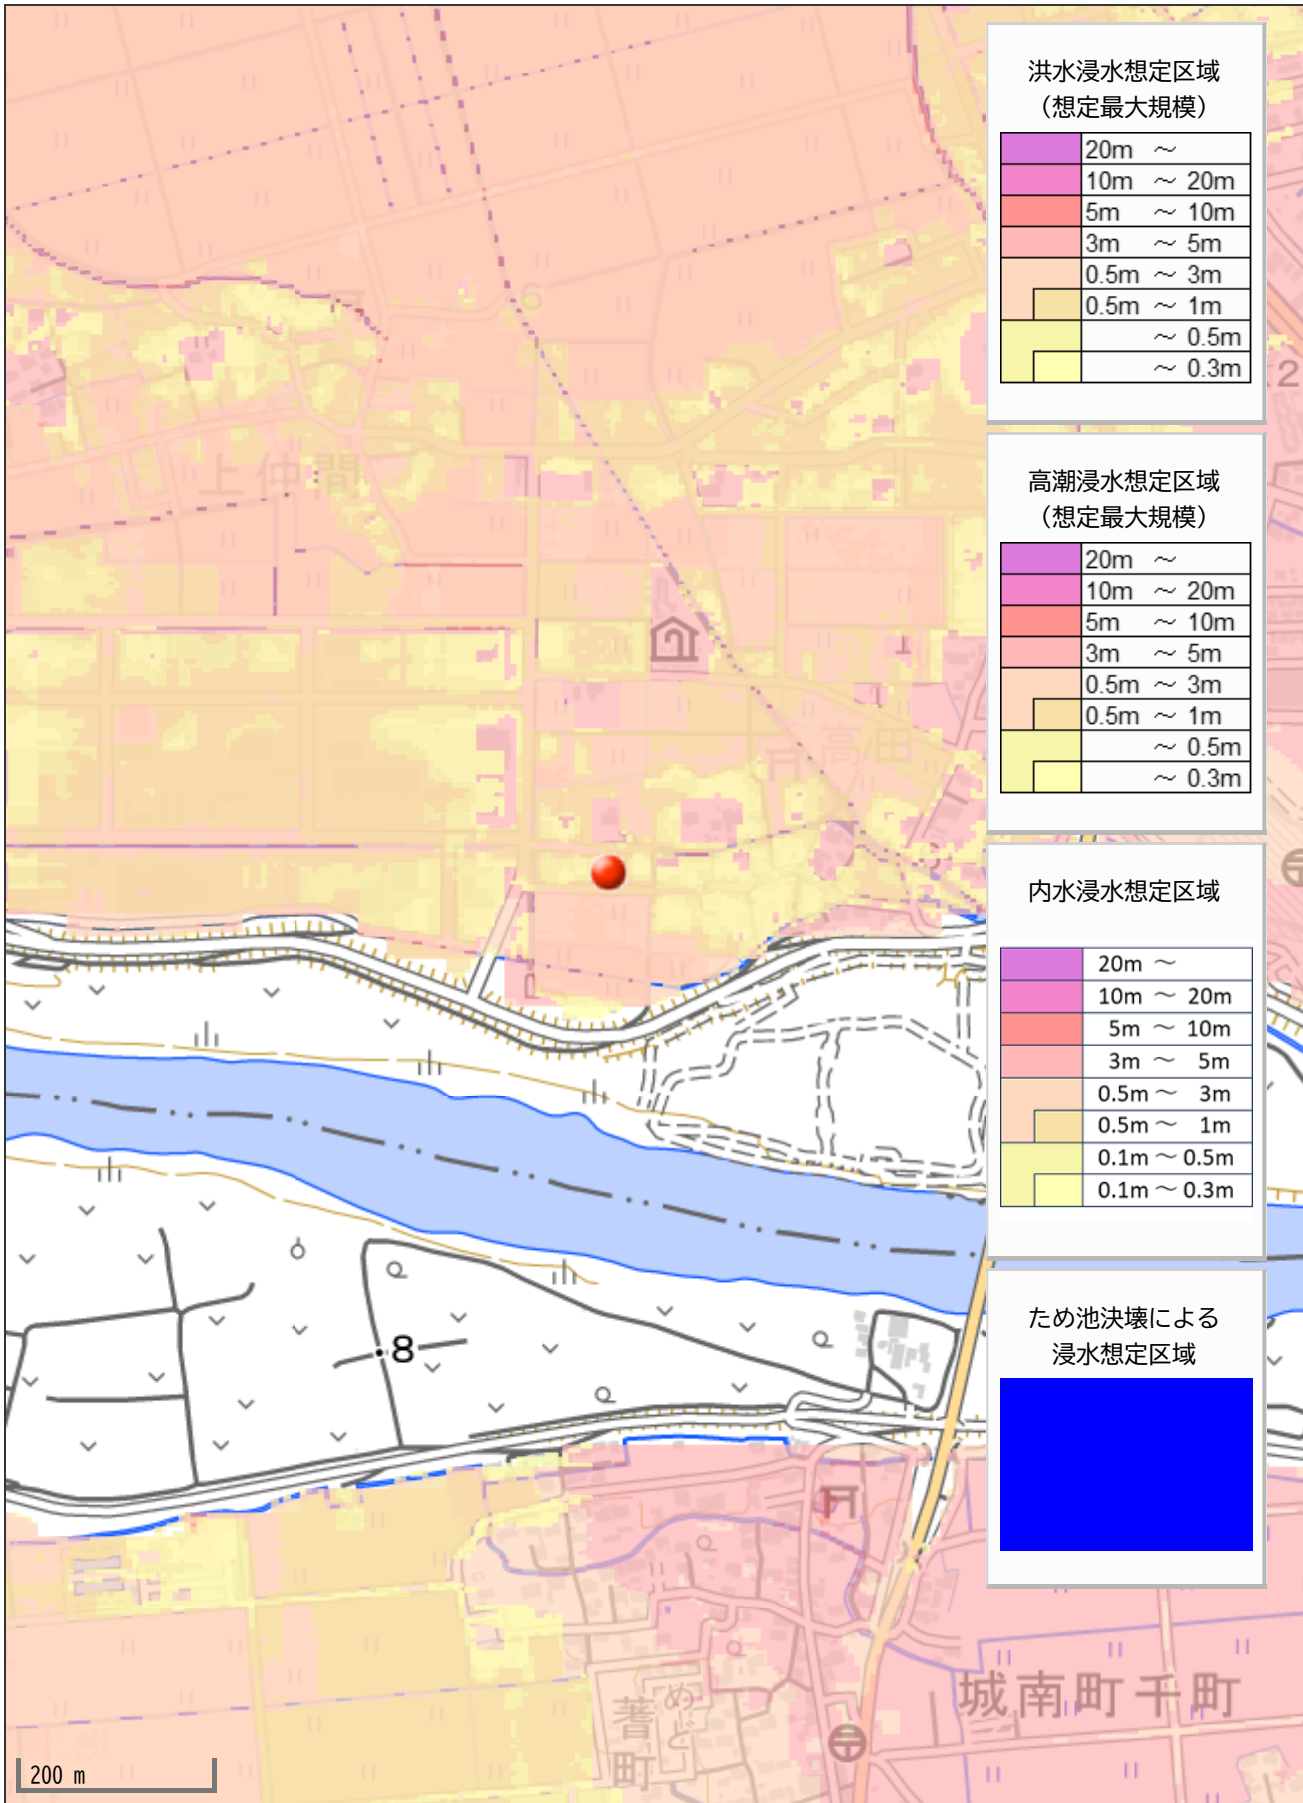 洪水浸水想定区域
（想定最大規模）
20m ～
10m ～ 20m
5m ～ 10m
3m ～ 5m
0.5m ～ 3m
0.5m ～ 1m
～ 0.5m
～ 0.3m
高潮浸水想定区域
（想定最大規模）
20m ～
10m ～ 20m
5m ～ 10m
3m ～ 5m
0.5m ～ 3m
0.5m ～ 1m
～ 0.5m
～ 0.3m
内水浸水想定区域
20m ～
10m ～ 20m
5m ～ 10m
3m ～ 5m
0.5m ～ 3m
0.5m ～ 1m
0.1m ～ 0.5m
0.1m ～ 0.3m
ため池決壊による
浸水想定区域
6
上仲間
高田
8
城南町千町
蓍町
めどー
200 m